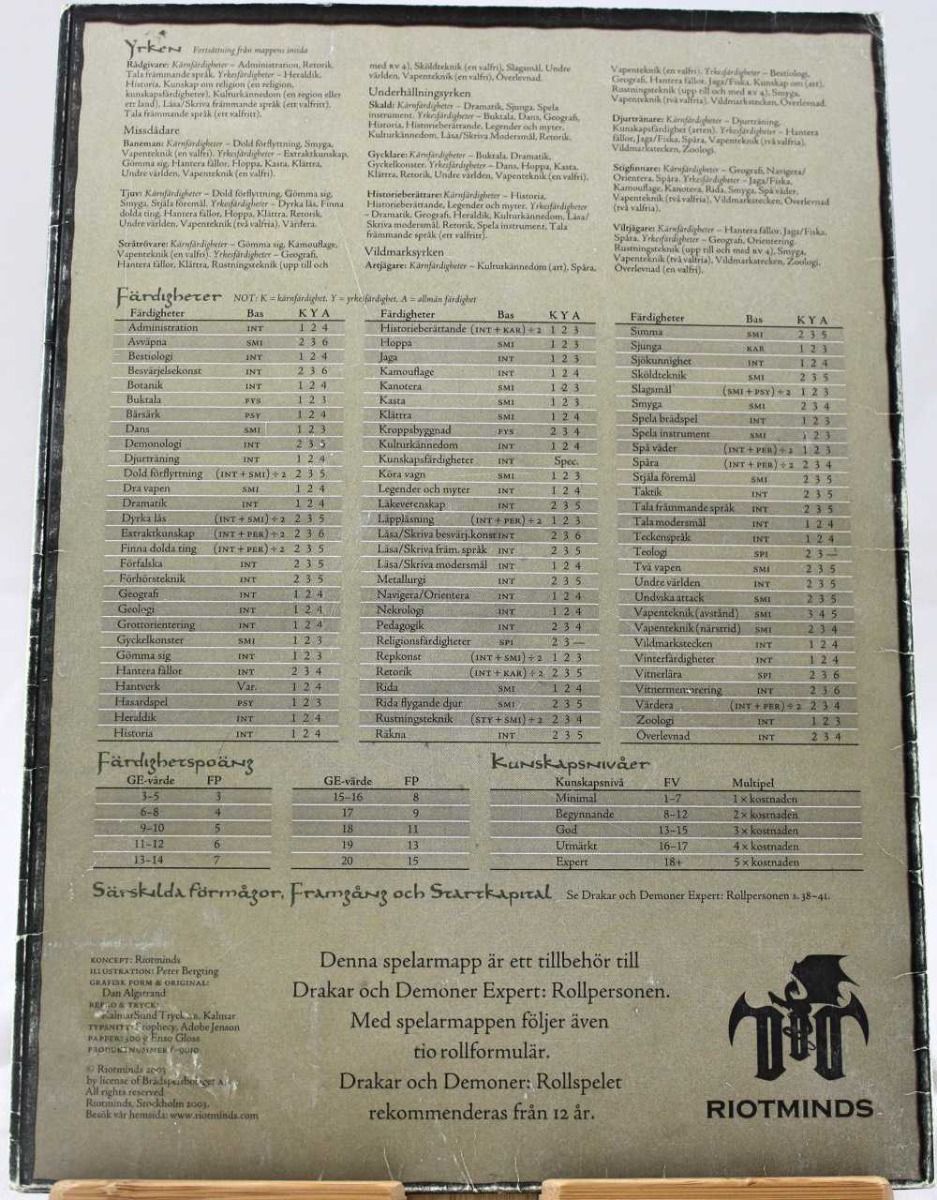 Yrken Fortsättning från mappens insida
Rådgivare: Kärnfärdigheter – Administration, Retorik,
Tala främmande språk. Yrkesfärdigheter – Heraldik,
Historia, Kunskap om religion (en religion,
kunskapsfärdighet), Kulturkännedom (en region eller
ett land), Läsa/Skriva främmande språk (ett valfritt),
Tala främmande språk (ett valfritt).
Missdådare
Baneman: Kärnfärdigheter – Dold förflyttning, Smyga,
Vapenteknik (en valfri). Yrkesfärdigheter – Extraktkunskap,
Gömma sig, Hantera fällor, Hoppa, Kasta, Klättra,
Undre världen, Vapenteknik (en valfri).
Tjuv: Kärnfärdigheter – Dold förflyttning, Gömma sig,
Smyga, Stjäla föremål. Yrkesfärdigheter – Dyrka lås, Finna
dolda ting, Hantera fällor, Hoppa, Klättra, Retorik,
Undre världen, Vapenteknik (två valfria), Värdera.
Stråtrövare: Kärnfärdigheter – Gömma sig, Kamouflage,
Vapenteknik (en valfri). Yrkesfärdigheter – Geografi,
Hantera fällor, Klättra, Rustningsteknik (upp till och
med RV 4), Sköldteknik (en valfri), Slagsmål, Undre
världen, Vapenteknik (en valfri), Överlevnad.
Underhållningsyrken
Skald: Kärnfärdigheter – Dramatik, Sjunga, Spela
instrument. Yrkesfärdigheter – Buktala, Dans, Geografi,
Historia, Historieberättande, Legender och myter,
Kulturkännedom, Läsa/Skriva Modersmål, Retorik.
Gycklare: Kärnfärdigheter – Buktala, Dramatik,
Gyckelkonster. Yrkesfärdigheter – Dans, Hoppa, Kasta,
Klättra, Retorik, Undre världen, Vapenteknik (en valfri).
Historieberättare: Kärnfärdigheter – Historia,
Historieberättande, Legender och myter. Yrkesfärdigheter
– Dramatik, Geografi, Heraldik, Kulturkännedom, Läsa/
Skriva modersmål, Retorik, Spela instrument, Tala
främmande språk (ett valfritt).
Vildmarksyrken
Artjägare: Kärnfärdigheter – Kulturkännedom (art), Spåra,
Vapenteknik (en valfri). Yrkesfärdigheter – Bestiologi,
Geografi, Hantera fällor, Jaga/Fiska, Kunskap om (art),
Rustningsteknik (upp till och med RV 4), Smyga,
Vapenteknik (två valfria), Vildmarkstecken, Överlevnad.
Djurtränare: Kärnfärdigheter – Djurträning,
Kunskapsfärdighet (arten). Yrkesfärdigheter – Hantera
fällor, Jaga/Fiska, Spåra, Vapenteknik (två valfria),
Vildmarkstecken, Zoologi.
Stigfinnare: Kärnfärdigheter – Geografi, Navigera/
Orientera, Spåra. Yrkesfärdigheter – Jaga/Fiska,
Kamouflage, Kanotera, Rida, Smyga, Spå väder,
Vapenteknik (två valfria), Vildmarkstecken, Överlevnad
(två valfria).
Viltjägare: Kärnfärdigheter – Hantera fällor, Jaga/Fiska,
Spåra. Yrkesfärdigheter – Geografi, Orientering,
Rustningsteknik (upp till och med RV 4), Smyga,
Vapenteknik (två valfria), Vildmarkstecken, Zoologi,
Överlevnad (en valfri).
Färdigheter NOT: K = kärnfärdighet. Y = yrkesfärdighet. A = allmän färdighet
Färdigheter Bas K Y A
Administration INT 1 2 4
Avväpna SMI 2 3 6
Bestiologi INT 1 2 4
Besvärjelsekonst INT 2 3 6
Botanik INT 1 2 4
Buktala FYS 1 2 3
Bärsärk PSY 1 2 4
Dans SMI 1 2 3
Demonologi INT 2 3 5
Djurträning INT 1 2 4
Dold förflyttning (INT + SMI) ÷ 2 2 3 5
Dra vapen SMI 1 2 4
Dramatik INT 1 2 4
Dyrka lås (INT + SMI) ÷ 2 2 3 5
Extraktkunskap (INT + PER) ÷ 2 2 3 6
Finna dolda ting (INT + PER) ÷ 2 2 3 5
Förfalska INT 2 3 5
Förhörsteknik INT 2 3 5
Geografi INT 1 2 4
Geologi INT 1 2 4
Grottorientering INT 1 2 4
Gyckelkonster SMI 1 2 3
Gömma sig INT 1 2 3
Hantera fällor INT 2 3 4
Hantverk Var. 1 2 4
Hasardspel PSY 1 2 3
Heraldik INT 1 2 4
Historia INT 1 2 4
Färdigheter Bas K Y A
Historieberättande (INT + KAR) ÷ 2 1 2 3
Hoppa SMI 1 2 3
Jaga INT 1 2 3
Kamouflage INT 1 2 4
Kanotera SMI 1 2 3
Kasta SMI 1 2 3
Klättra SMI 1 2 4
Kroppsbyggnad FYS 2 3 4
Kulturkännedom INT 1 2 4
Kunskapsfärdigheter INT Spec.
Köra vagn SMI 1 2 3
Legender och myter INT 1 2 4
Läkevetenskap INT 2 3 5
Läppläsning (INT + PER) ÷ 2 1 2 3
Läsa/Skriva besvärj.konst INT 2 3 6
Läsa/Skriva främ. språk INT 2 3 5
Läsa/Skriva modersmål INT 1 2 4
Metallurgi INT 2 3 5
Navigera/Orientera INT 1 2 4
Nekrologi INT 1 2 4
Pedagogik INT 2 3 4
Religionsfärdigheter SPI 2 3 —
Repkonst (INT + SMI) ÷ 2 1 2 3
Retorik (INT + KAR) ÷ 2 2 3 5
Rida SMI 1 2 4
Rida flygande djur SMI 2 3 5
Rustningsteknik (STY + SMI) ÷ 2 2 3 4
Räkna INT 2 3 5
Färdigheter Bas K Y A
Simma SMI 2 3 5
Sjunga KAR 1 2 3
Sjökunnighet INT 1 2 4
Sköldteknik SMI 2 3 5
Slagsmål (SMI + PSY) ÷ 2 1 2 3
Smyga SMI 2 3 4
Spela brädspel INT 1 2 3
Spela instrument SMI 1 2 3
Spå väder (INT + PER) ÷ 2 1 2 3
Spåra (INT + PER) ÷ 2 2 3 4
Stjäla föremål SMI 2 3 5
Taktik INT 2 3 5
Tala främmande språk INT 2 3 5
Tala modersmål INT 1 2 4
Teckenspråk INT 1 2 4
Teologi SPI 2 3 —
Två vapen SMI 2 3 5
Undre världen INT 2 3 5
Undvika attack SMI 2 3 5
Vapenteknik (avstånd) SMI 3 4 5
Vapenteknik (närstrid) SMI 2 3 4
Vildmarkstecken INT 1 2 4
Vinterfärdigheter INT 1 2 4
Vitnerlära SPI 2 3 6
Vitnermemorering INT 2 3 6
Värdera (INT + PER) ÷ 2 2 3 4
Zoologi INT 1 2 3
Överlevnad INT 2 3 4
Färdighetspoäng
GE-värde FP
3–5 3
6–8 4
9–10 5
11–12 6
13–14 7
GE-värde FP
15–16 8
17 9
18 11
19 13
20 15
Kunskapsnivåer
Kunskapsnivå FV Multipel
Minimal 1–7 1 × kostnaden
Begynnande 8–12 2 × kostnaden
God 13–15 3 × kostnaden
Utmärkt 16–17 4 × kostnaden
Expert 18+ 5 × kostnaden
Särskilda förmågor, Framgång och Startkapital Se Drakar och Demoner Expert: Rollpersonen s. 38–41.
KONCEPT: Riotminds
ILLUSTRATION: Peter Bergting
GRAFISK FORM & ORIGINAL:
Dan Algstrand
REPRO & TRYCK:
KalmarSund Tryck AB, Kalmar
TYPSNITT: Prophecy, Adobe Jenson
PAPPER: 300 g Enso Gloss
PRODUKTNUMMER
© Riotminds 2003
by license of Brädspelsbolaget AB.
All rights reserved
Riotminds, Stockholm 2003.
Besök vår hemsida: www.riotminds.com
Denna spelarmapp är ett tillbehör till
Drakar och Demoner Expert: Rollpersonen.
Med spelarmappen följer även
tio rollformulär.
Drakar och Demoner: Rollspelet
rekommenderas från 12 år.
RIOTMINDS